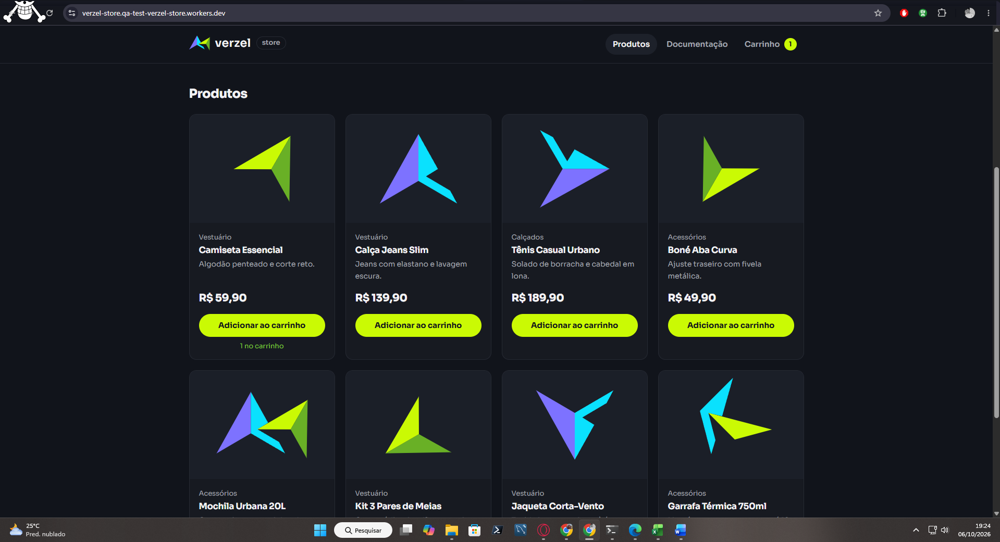 verzel-store.qa-test-verzel-store.workers.dev
verzel store
Produtos Documentação Carrinho 1
Produtos
Vestuário
Camiseta Essencial
Algodão penteado e corte reto.
R$ 59,90
Adicionar ao carrinho
1 no carrinho
Vestuário
Calça Jeans Slim
Jeans com elastano e lavagem
escura.
R$ 139,90
Adicionar ao carrinho
Calçados
Tênis Casual Urbano
Solado de borracha e cabedal em
lona.
R$ 189,90
Adicionar ao carrinho
Acessórios
Boné Aba Curva
Ajuste traseiro com fivela
metálica.
R$ 49,90
Adicionar ao carrinho
Acessórios
Mochila Urbana 20L
Vestuário
Kit 3 Pares de Meias
Vestuário
Jaqueta Corta-Vento
Acessórios
Garrafa Térmica 750ml
25°C
Pred. nublado
Pesquisar
19:24
06/10/2026